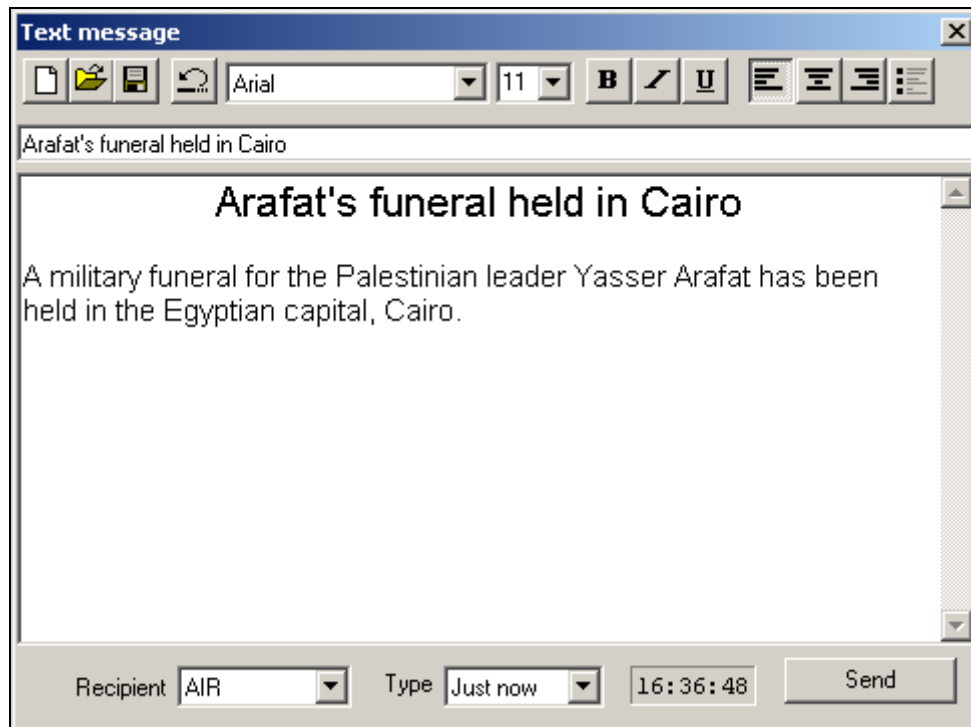 Text message
Arial 11 B I U
Arafat's funeral held in Cairo
Arafat's funeral held in Cairo
A military funeral for the Palestinian leader Yasser Arafat has been
held in the Egyptian capital, Cairo.
Recipient AIR Type Just now 16:36:48 Send